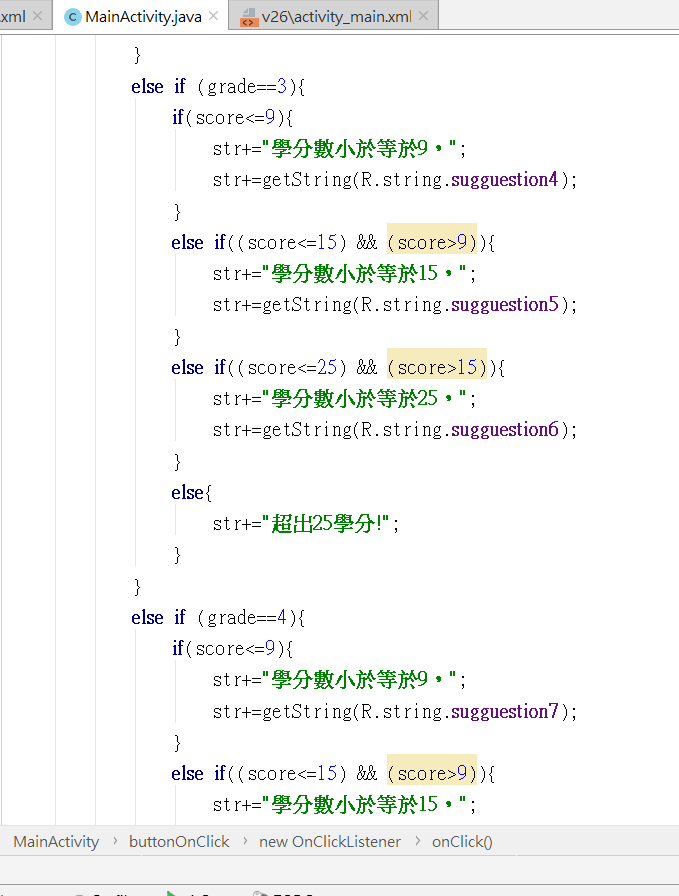 .xml
MainActivity.java
v26\activity_main.xml
}
else if (grade==3){
if(score<=9){
str+="學分數小於等於9，";
str+=getString(R.string.sugguestion4);
}
else if((score<=15) && (score>9)){
str+="學分數小於等於15，";
str+=getString(R.string.sugguestion5);
}
else if((score<=25) && (score>15)){
str+="學分數小於等於25，";
str+=getString(R.string.sugguestion6);
}
else{
str+="超出25學分!";
}
}
else if (grade==4){
if(score<=9){
str+="學分數小於等於9，";
str+=getString(R.string.sugguestion7);
}
else if((score<=15) && (score>9)){
str+="學分數小於等於15，";
MainActivity › buttonOnClick › new OnClickListener › onClick()